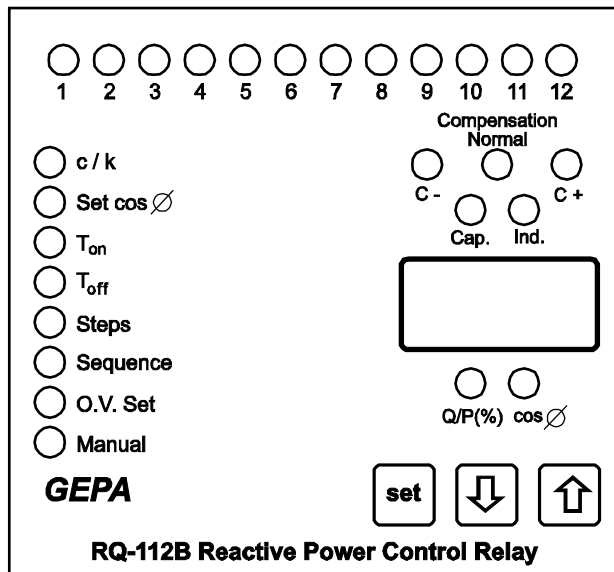 1 2 3 4 5 6 7 8 9 10 11 12
Compensation
Normal
C - C +
Cap. Ind.
c / k
Set cos ∅
Ton
Toff
Steps
Sequence
O.V. Set
Manual
Q/P(%) cos ∅
GEPA
set
RQ-112B Reactive Power Control Relay